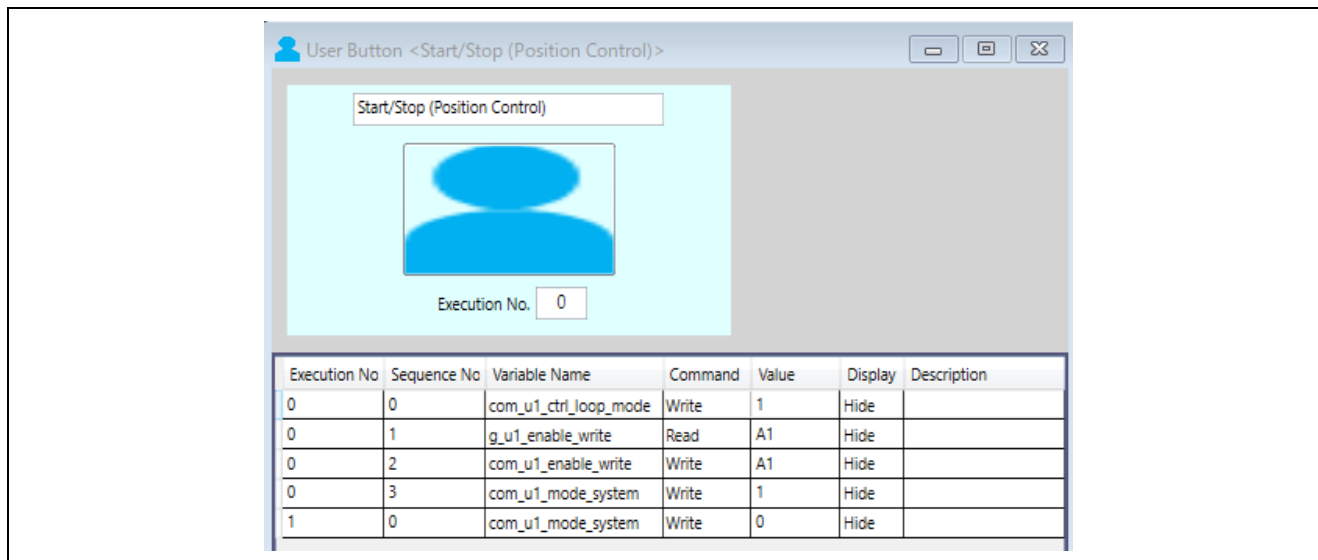 User Button <Start/Stop (Position Control)>
Start/Stop (Position Control)
Execution No. 0
Execution No Sequence No Variable Name Command Value Display Description
0 0 com_u1_ctrl_loop_mode Write 1 Hide
0 1 g_u1_enable_write Read A1 Hide
0 2 com_u1_enable_write Write A1 Hide
0 3 com_u1_mode_system Write 1 Hide
1 0 com_u1_mode_system Write 0 Hide